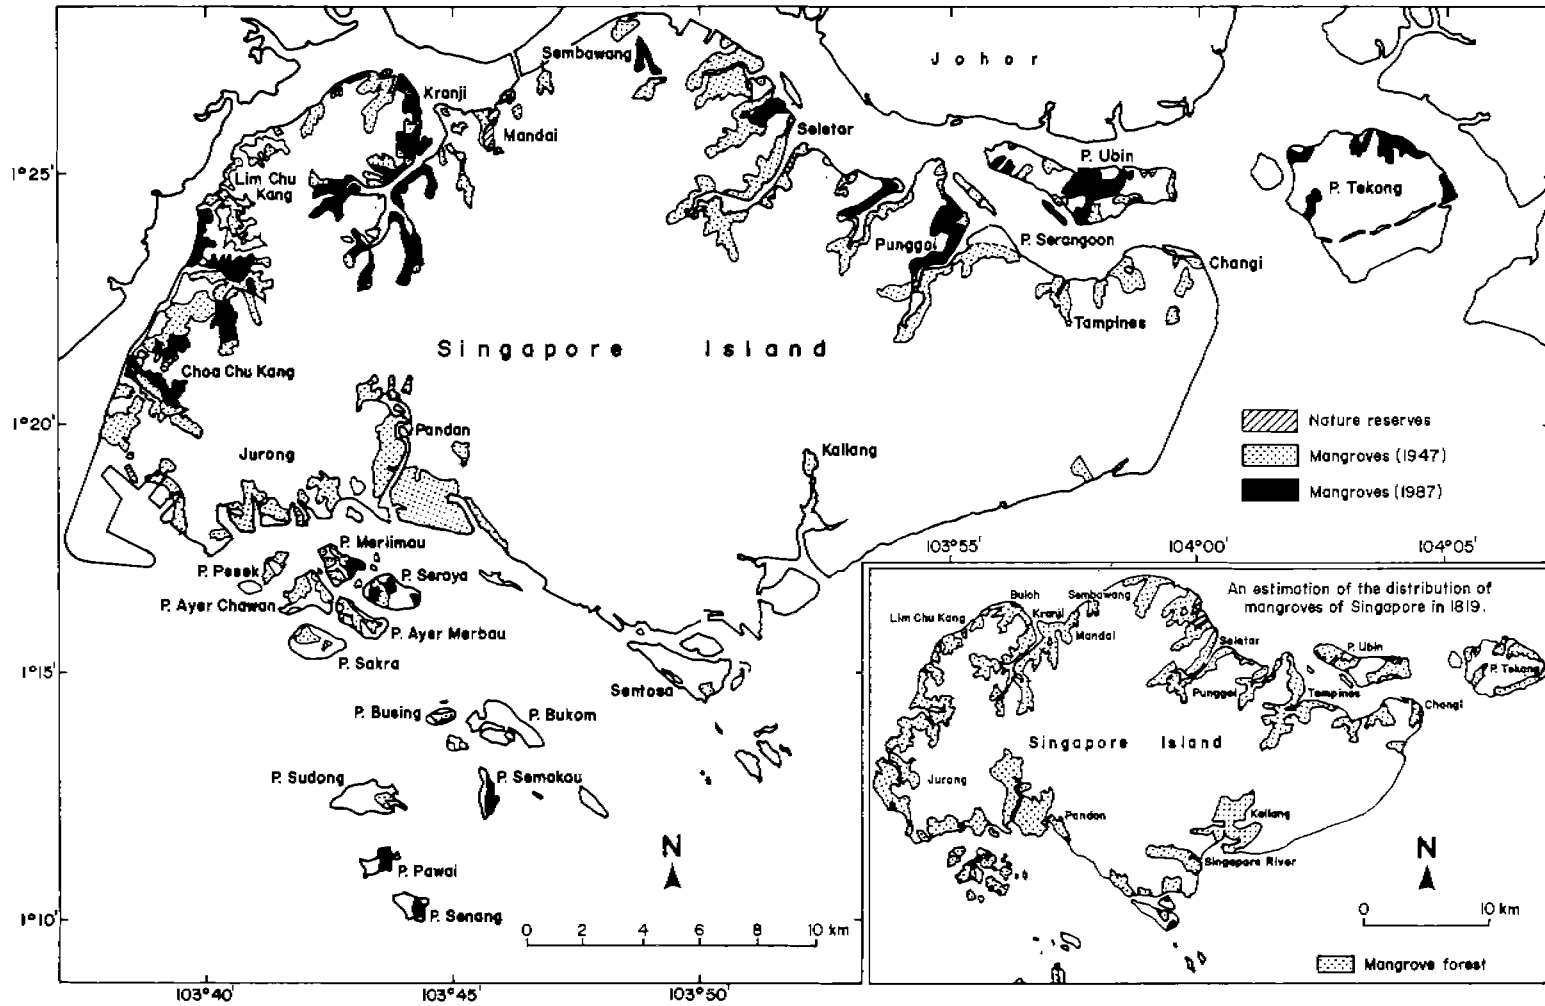 Johor
Sembawang
Kranji
Mandai
Seletar
1°25'
Lim Chu
Kang
P. Ubin
P. Tekong
Punggol
P. Serangoon
Changi
Tampines
Singapore Island
Choa Chu Kang
1°20'
Pandan
Jurong
Kallang
Nature reserves
Mangroves (1947)
Mangroves (1987)
P. Merlimau
P. Pesek
P. Seraya
P. Ayer Chawan
P. Ayer Merbau
P. Sakra
1°15'
Sentosa
P. Busing
P. Bukom
P. Sudong
P. Semakau
P. Pawai
P. Senang
1°10'
N
0 2 4 6 8 10 km
103°40' 103°45' 103°50'
103°55' 104°00' 104°05'
An estimation of the distribution of
mangroves of Singapore in 1819.
Buloh
Kranji
Sembawang
Lim Chu Kang
Mandai
Seletar
P. Ubin
P. Tekong
Punggol
Tampines
Changi
Singapore Island
Jurong
Pandan
Kallang
Singapore River
N
0 10 km
Mangrove forest